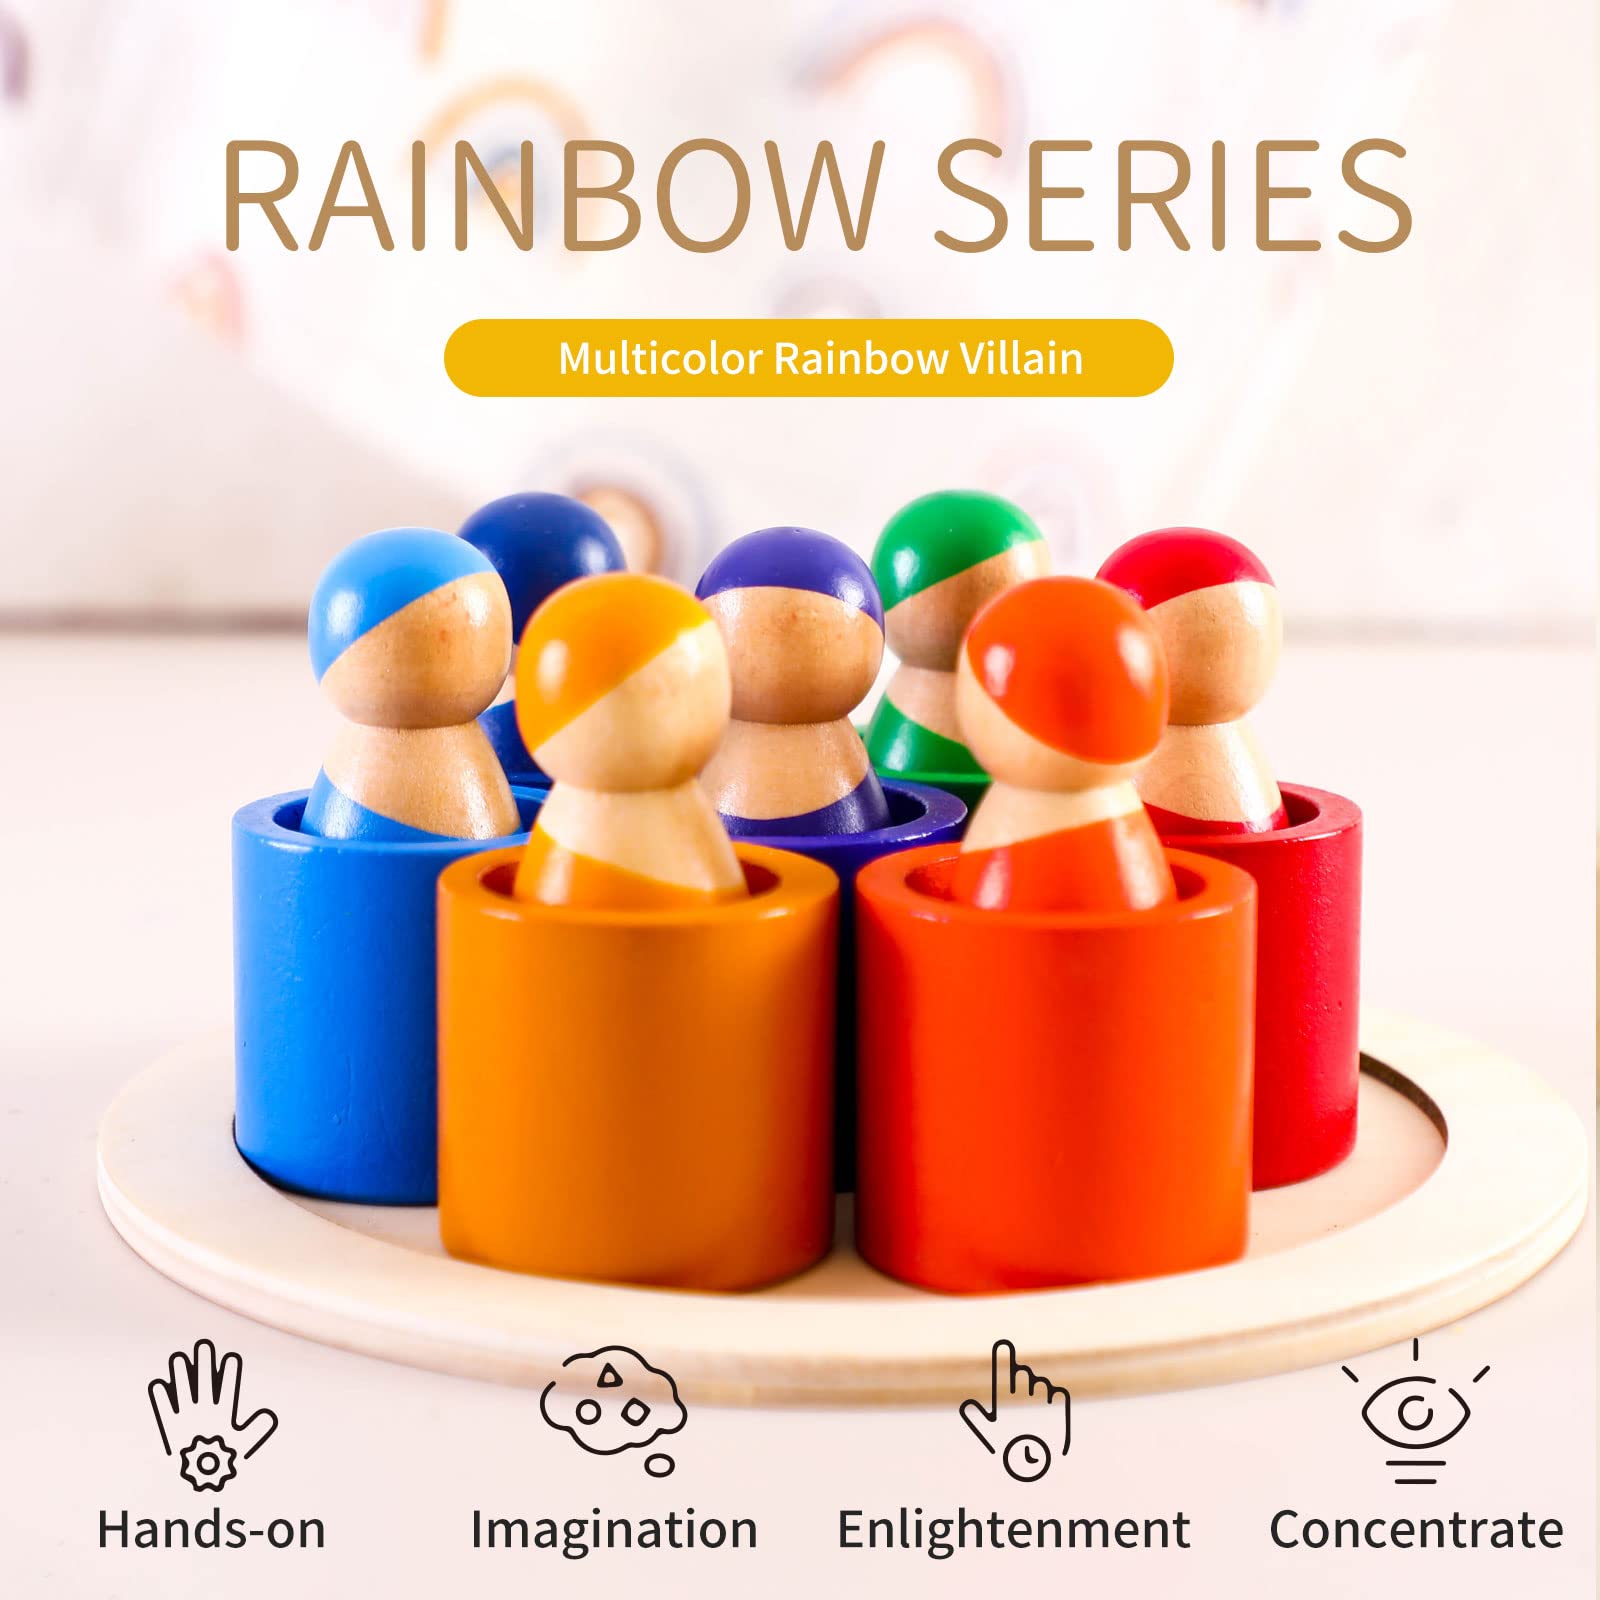 RAINBOW SERIES
Multicolor Rainbow Villain
Hands-on
Imagination
Enlightenment
Concentrate